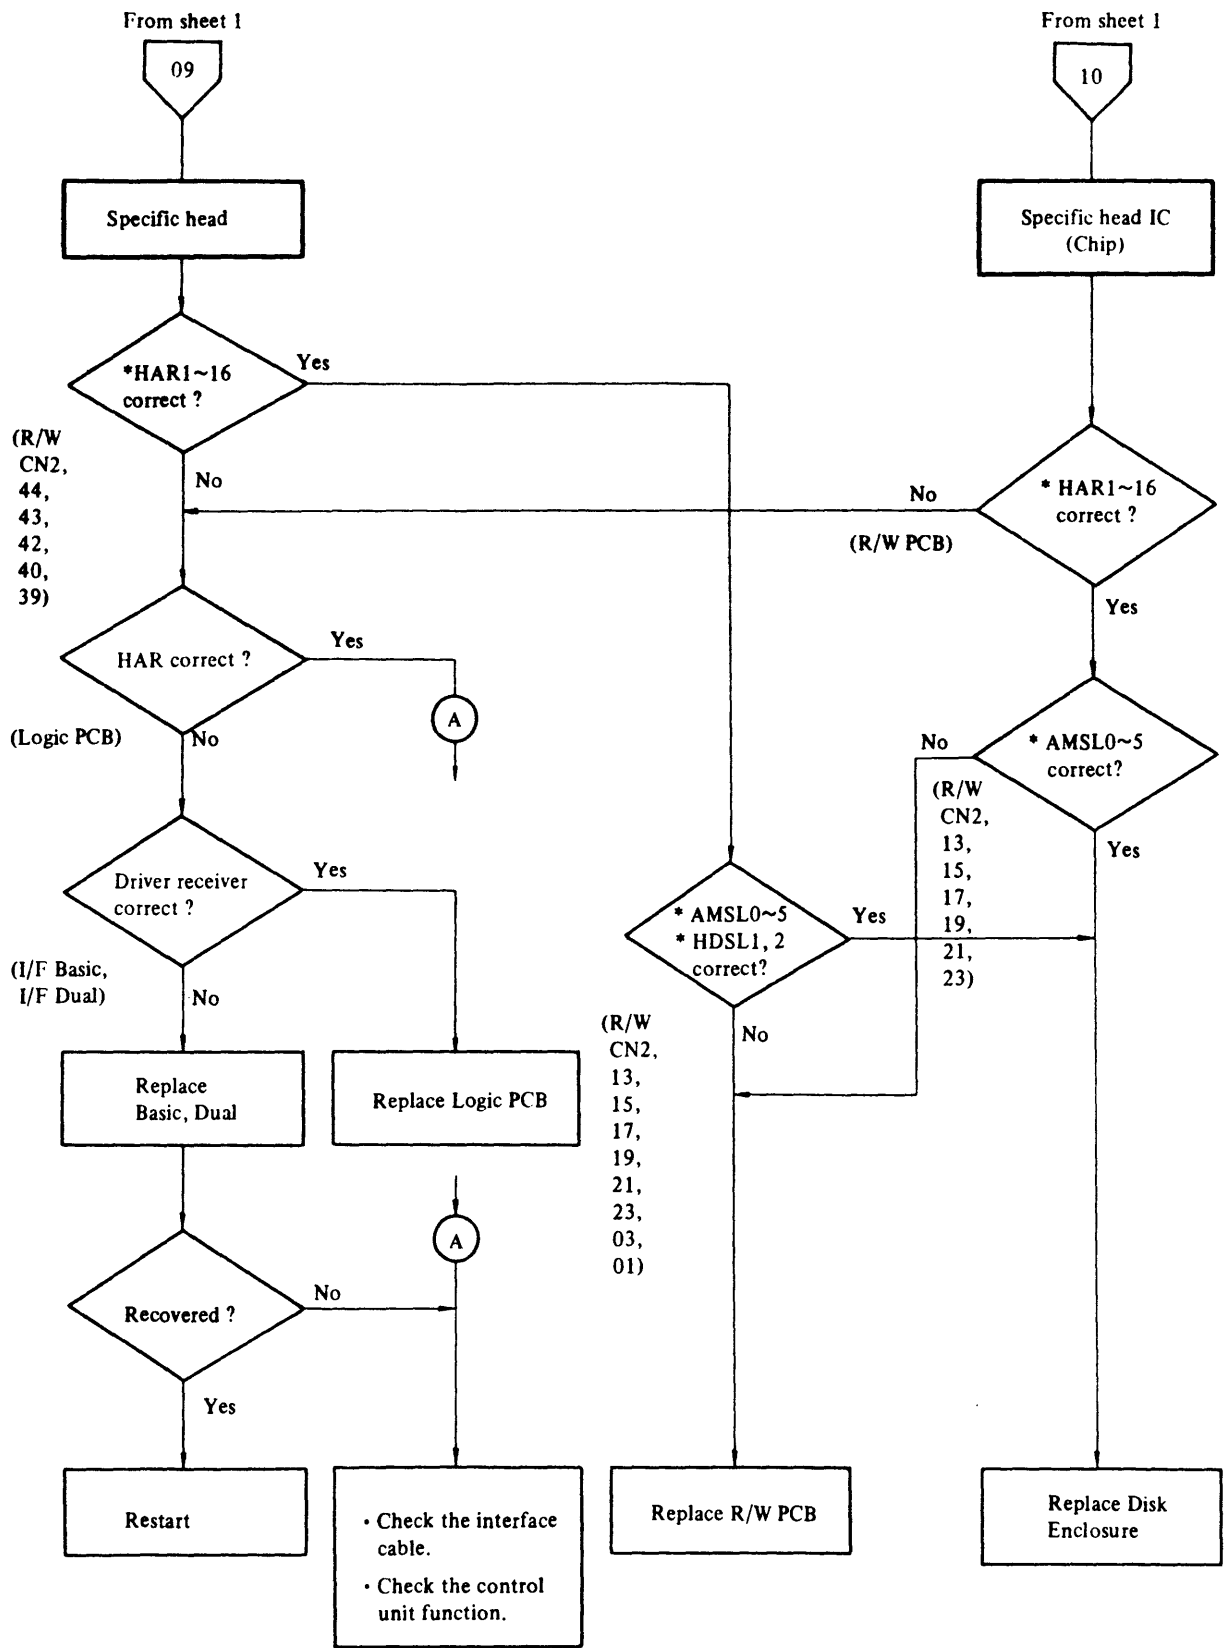 From sheet 1
09
Specific head
*HAR1~16
correct ?
Yes
(R/W
CN2,
44,
43,
42,
40,
39)
No
HAR correct ?
Yes
A
(Logic PCB)
No
Driver receiver
correct ?
Yes
(I/F Basic,
I/F Dual)
No
Replace
Basic, Dual
Replace Logic PCB
A
Recovered ?
No
Yes
Restart
• Check the interface
cable.
• Check the control
unit function.
From sheet 1
10
Specific head IC
(Chip)
* HAR1~16
correct ?
No
(R/W PCB)
Yes
* AMSL0~5
correct?
No
(R/W
CN2,
13,
15,
17,
19,
21,
23)
Yes
* AMSL0~5
* HDSL1, 2
correct?
Yes
No
(R/W
CN2,
13,
15,
17,
19,
21,
23,
03,
01)
Replace R/W PCB
Replace Disk
Enclosure